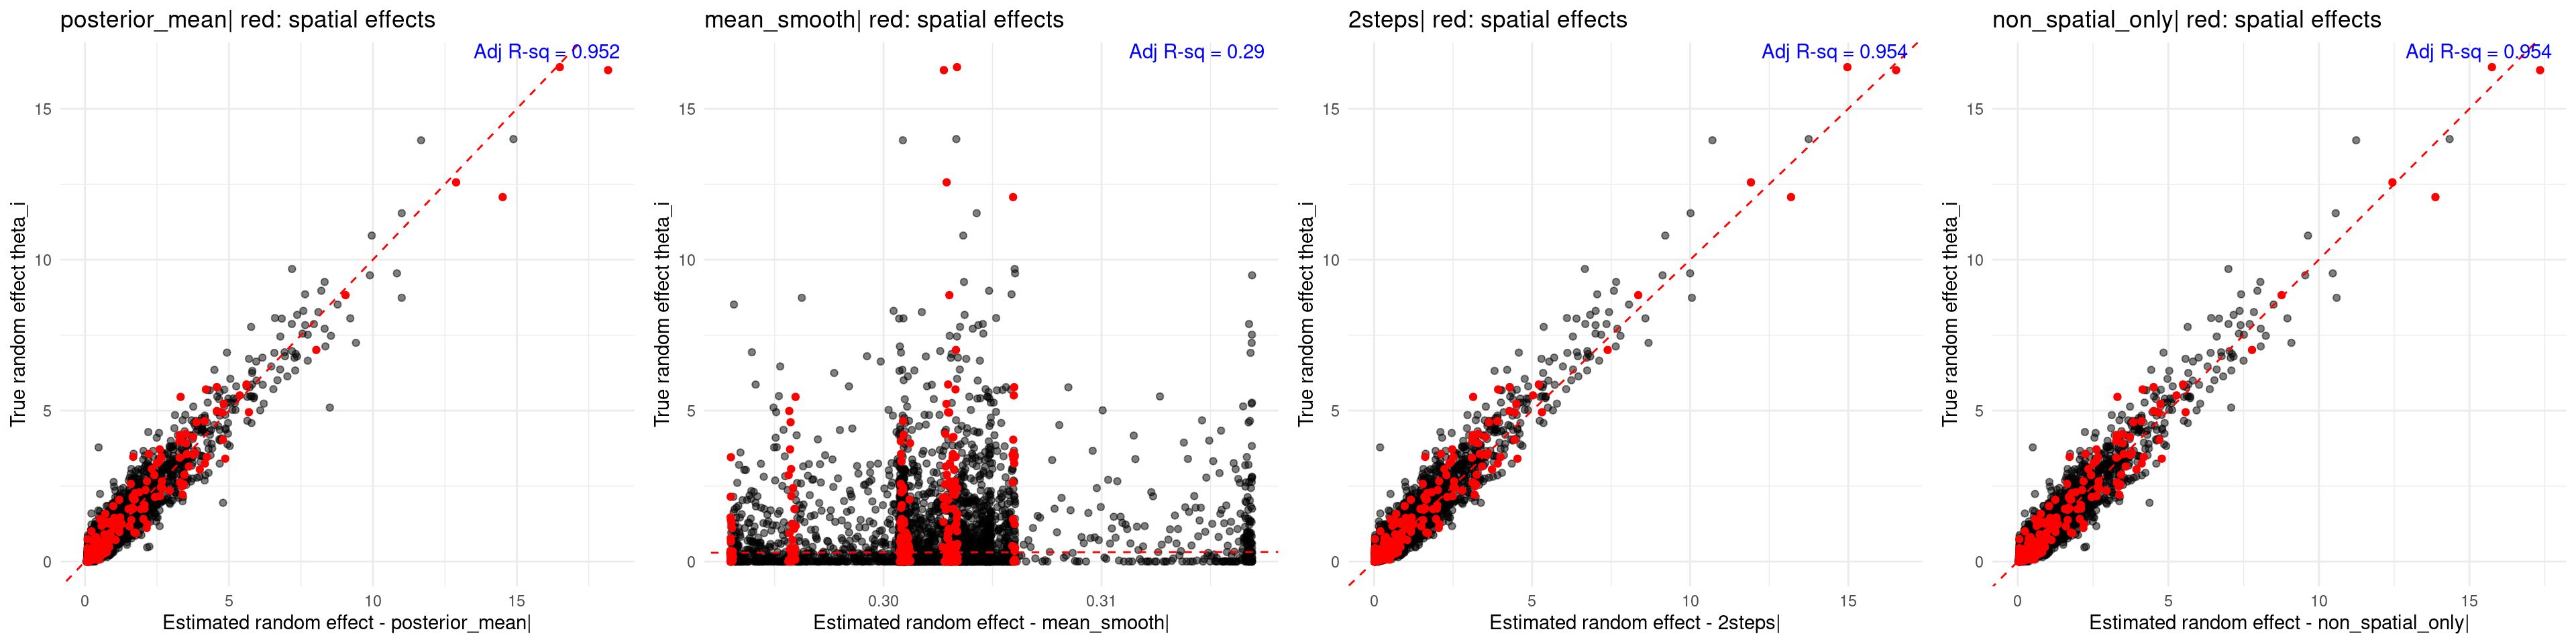 posterior_mean| red: spatial effects
Adj R-sq = 0.952
True random effect theta_i
15
10
5
0
0
5
10
15
Estimated random effect - posterior_mean|
mean_smooth| red: spatial effects
Adj R-sq = 0.29
True random effect theta_i
15
10
5
0
0.30
0.31
Estimated random effect - mean_smooth|
2steps| red: spatial effects
Adj R-sq = 0.954
True random effect theta_i
15
10
5
0
0
5
10
15
Estimated random effect - 2steps|
non_spatial_only| red: spatial effects
Adj R-sq = 0.954
True random effect theta_i
15
10
5
0
0
5
10
15
Estimated random effect - non_spatial_only|